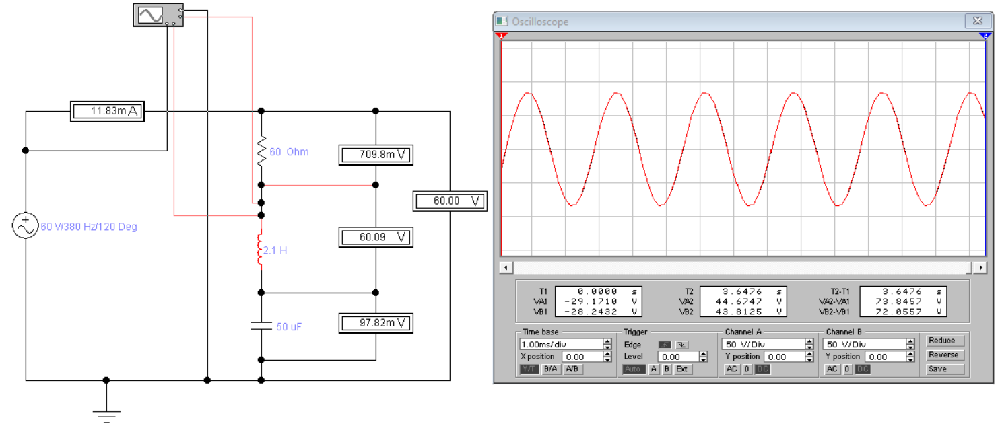 11.83m A
60 Ohm
709.8m V
60.00 V
60 V/380 Hz/120 Deg
60.09 V
2.1 H
97.82m V
50 uF
Oscilloscope
1
2
T1 0.0000 s
VA1 -29.1710 V
VB1 -28.2432 V
T2 3.6476 s
VA2 44.6747 V
VB2 43.8125 V
T2-T1 3.6476 s
VA2-VA1 73.8457 V
VB2-VB1 72.0557 V
Time base
1.00ms/div
X position 0.00
Y/T B/A A/B
Trigger
Edge
Level 0.00
Auto A B Ext
Channel A
50 V/Div
Y position 0.00
AC 0 DC
Channel B
50 V/Div
Y position 0.00
AC 0 DC
Reduce
Reverse
Save